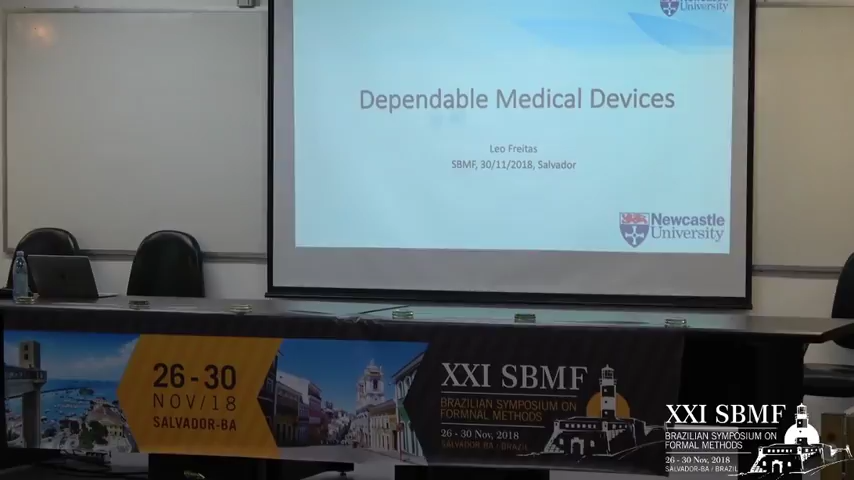 Newcastle
University
Dependable Medical Devices
Leo Freitas
SBMF, 30/11/2018, Salvador
Newcastle
University
26 - 30
NOV/18
SALVADOR-BA
XXI SBMF
BRAZILIAN SYMPOSIUM ON
FORMNAL METHODS
26 - 30 Nov, 2018
SALVADOR-BA / BRAZIL
XXI SBMF
BRAZILIAN SYMPOSIUM ON
FORMAL METHODS
26 - 30 Nov, 2018
SALVADOR-BA / BRAZIL